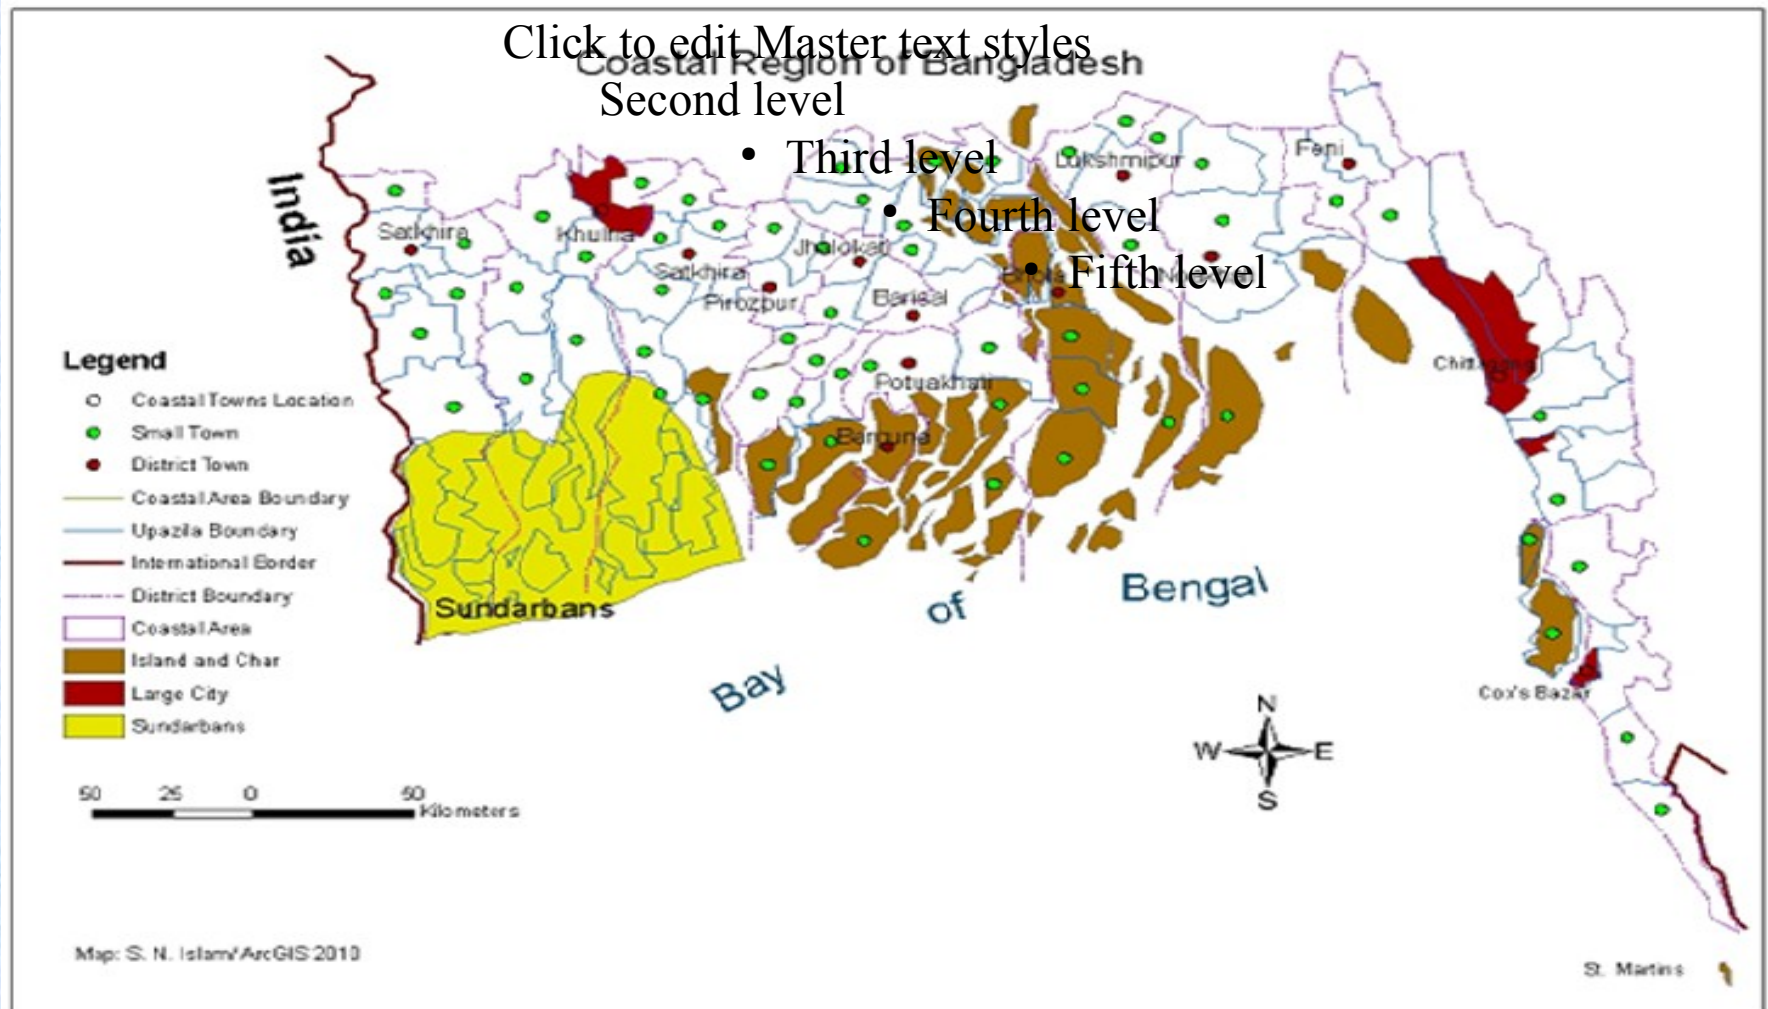 Click to edit Master text styles
Coastal Region of Bangladesh
Second level
• Third level
• Fourth level
• Fifth level
India
Lukshmipur
Feni
Satkhira
Khulna
Jhalokati
Satkhira
Pirozpur
Barisal
Chittagong
Potuakhali
Barguna
Legend
Coastal Towns Location
Small Town
District Town
Coastal Area Boundary
Upazila Boundary
International Border
District Boundary
Coastal Area
Island and Char
Large City
Sundarbans
Sundarbans
Bay
of
Bengal
Cox's Bazar
N
W E
S
50 25 0 50
Kilometers
Map: S. N. Islam/ArcGIS 2010
St. Martins